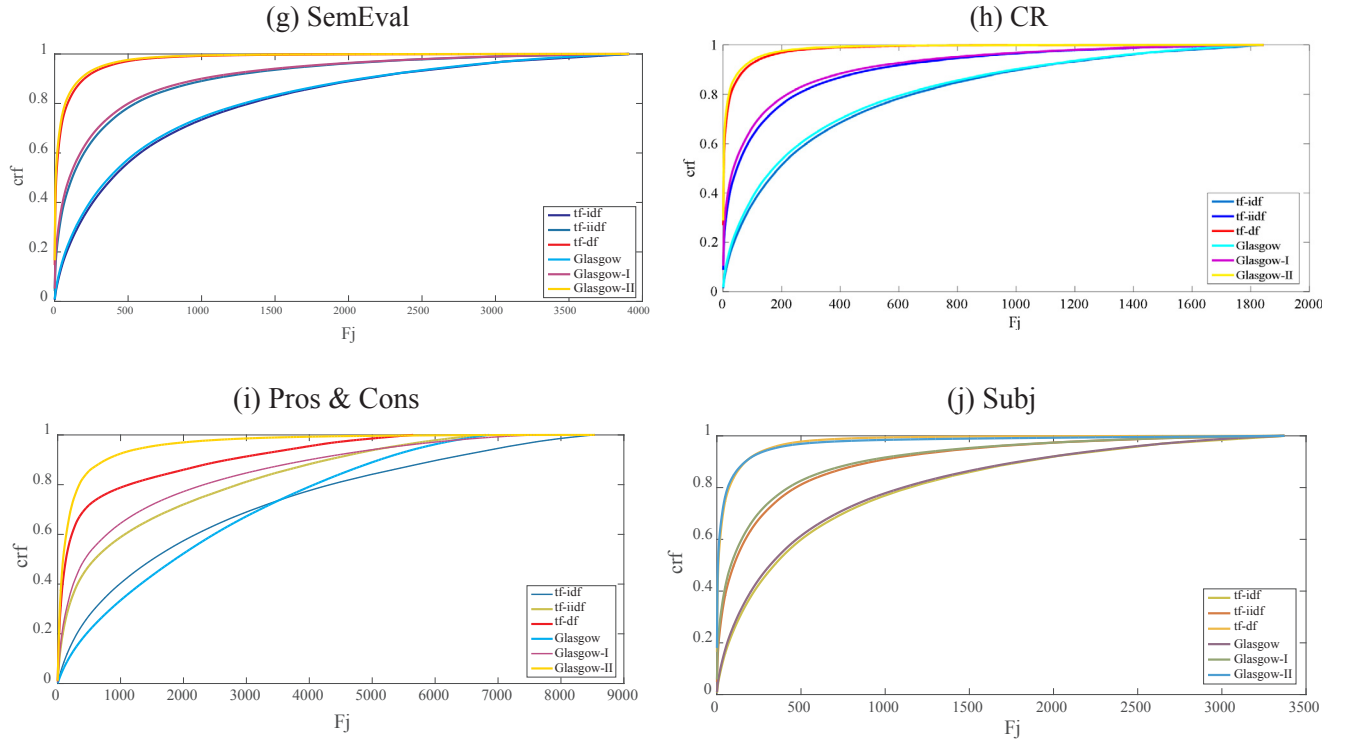 (g) SemEval
1
0.8
0.6
0.4
0.2
0
crf
0 500 1000 1500 2000 2500 3000 3500 4000
Fj
tf-idf
tf-iidf
tf-df
Glasgow
Glasgow-I
Glasgow-II
(h) CR
1
0.8
0.6
0.4
0.2
0
crf
0 200 400 600 800 1000 1200 1400 1600 1800 2000
Fj
tf-idf
tf-iidf
tf-df
Glasgow
Glasgow-I
Glasgow-II
(i) Pros & Cons
1
0.8
0.6
0.4
0.2
0
crf
0 1000 2000 3000 4000 5000 6000 7000 8000 9000
Fj
tf-idf
tf-iidf
tf-df
Glasgow
Glasgow-I
Glasgow-II
(j) Subj
1
0.8
0.6
0.4
0.2
0
crf
0 500 1000 1500 2000 2500 3000 3500
Fj
tf-idf
tf-iidf
tf-df
Glasgow
Glasgow-I
Glasgow-II